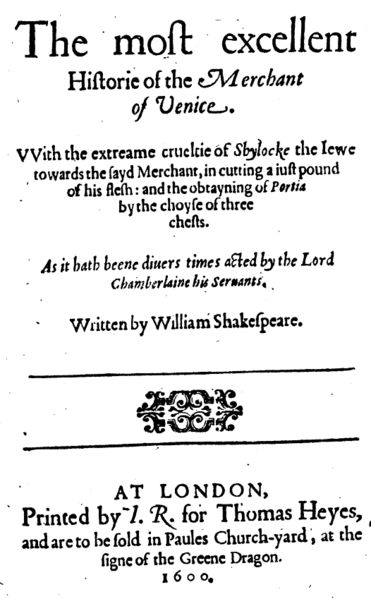 The moſt excellent
Hiſtorie of the Merchant
of Venice.
VVith the extreame crueltie of Shylocke the Iewe
towards the ſayd Merchant, in cutting a iuſt pound
of his fleſh: and the obtayning of Portia
by the choyſe of three
cheſts.
As it hath beene diuers times acted by the Lord
Chamberlaine his Seruants.
Written by William Shakeſpeare.
AT LONDON,
Printed by I. R. for Thomas Heyes,
and are to be ſold in Paules Church-yard, at the
ſigne of the Greene Dragon.
1600.